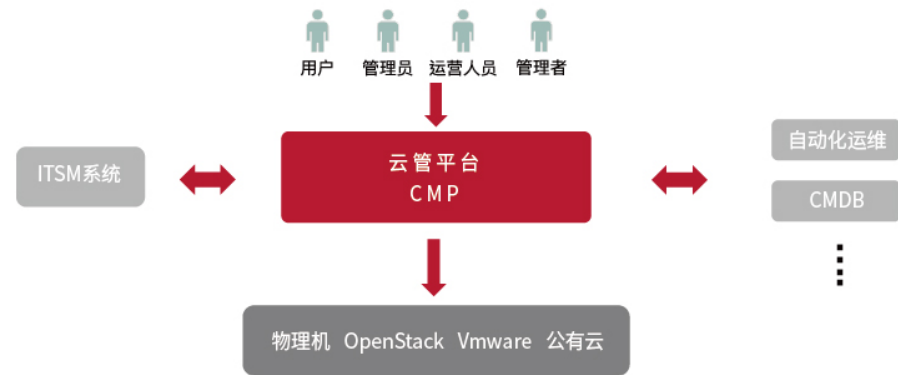 用户 管理员 运营人员 管理者
云管平台
CMP
ITSM系统
自动化运维
CMDB
物理机 OpenStack Vmware 公有云